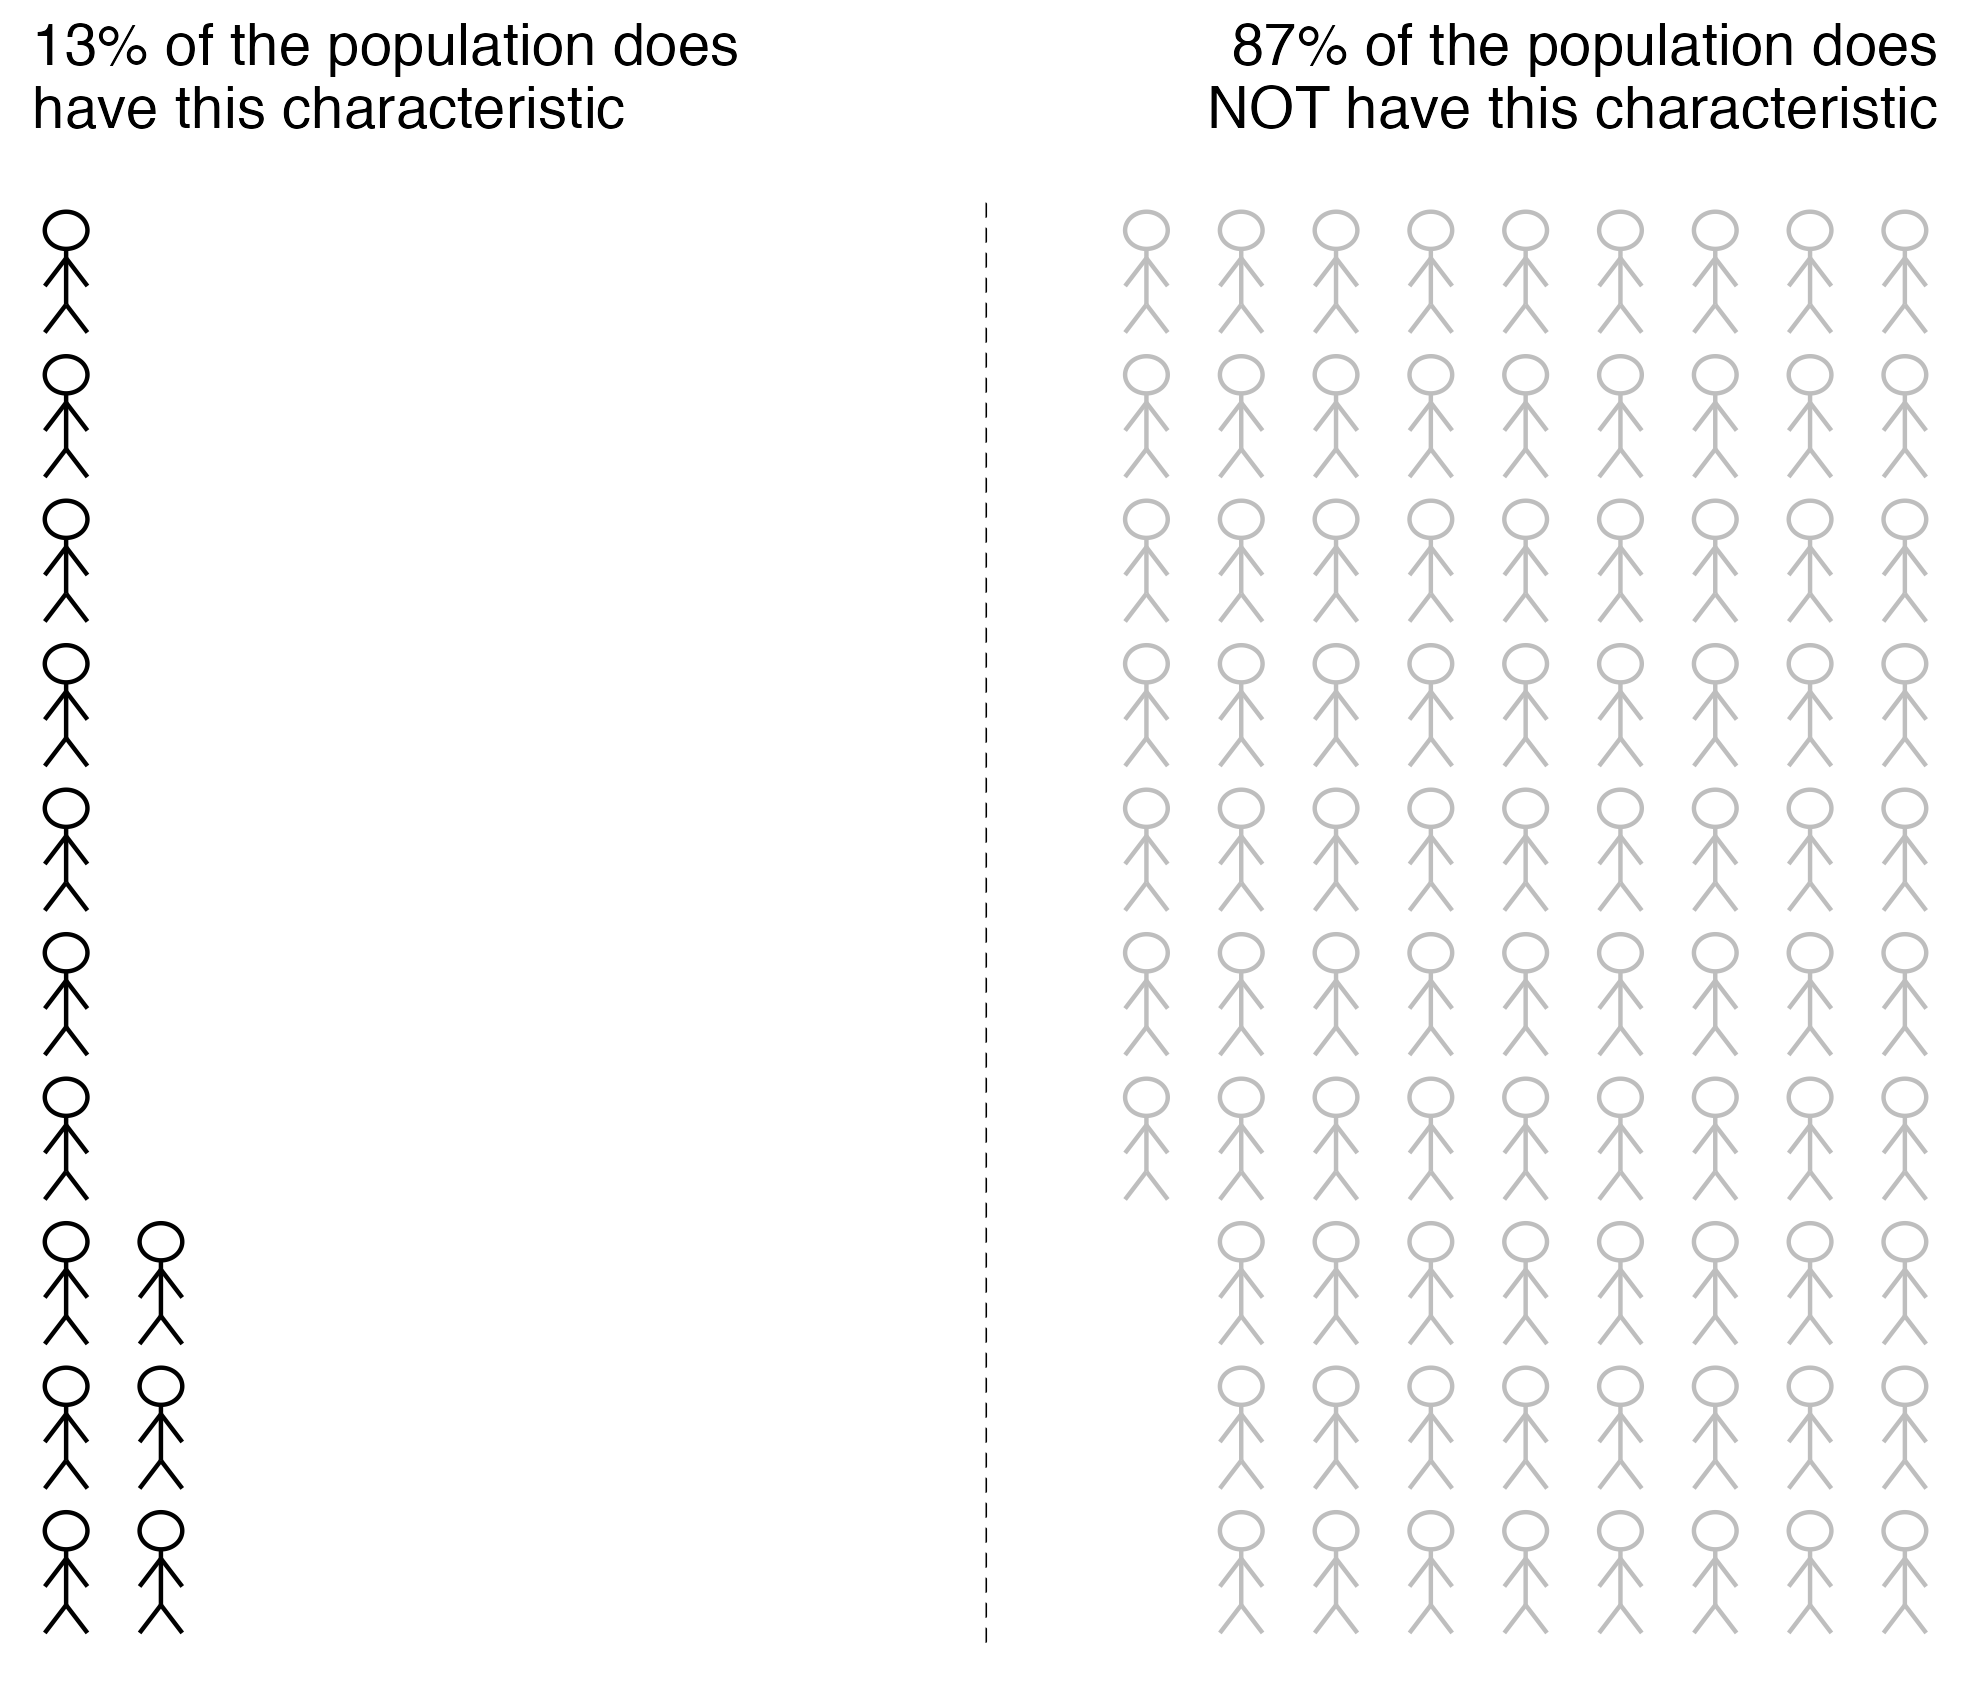 13% of the population does
have this characteristic
87% of the population does
NOT have this characteristic